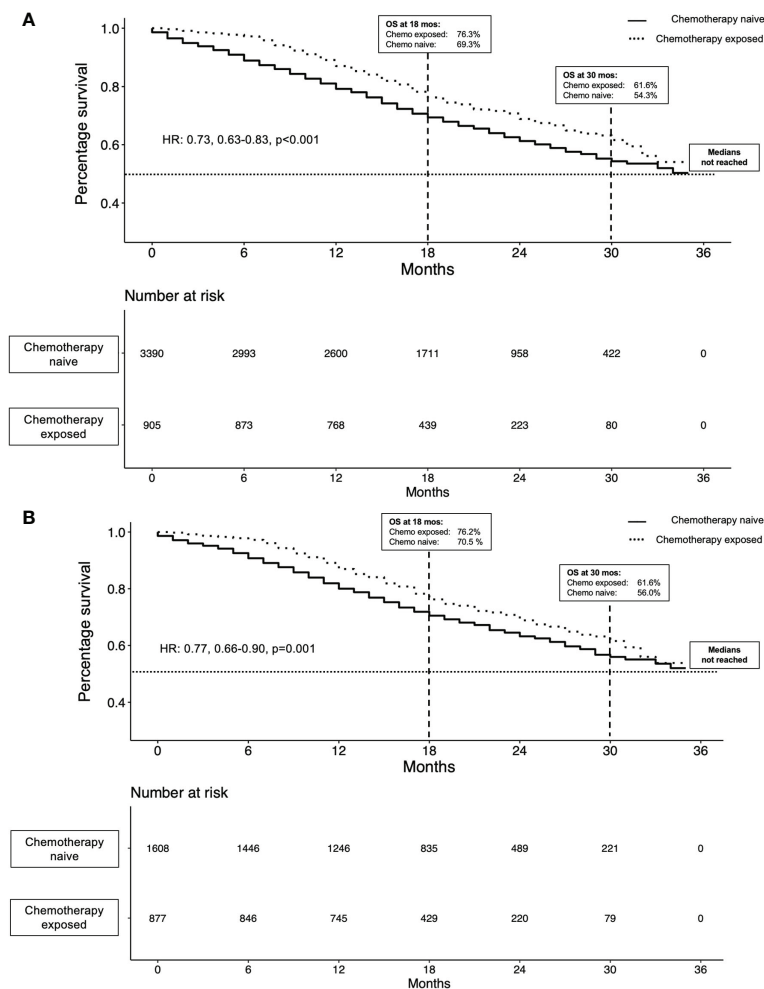 A
Chemotherapy naive
Chemotherapy exposed
OS at 18 mos:
Chemo exposed: 76.3%
Chemo naive: 69.3%
OS at 30 mos:
Chemo exposed: 61.6%
Chemo naive: 54.3%
Percentage survival
1.0
0.8
0.6
0.4
HR: 0.73, 0.63-0.83, p<0.001
Medians
not reached
0 6 12 18 24 30 36
Months
Number at risk
Chemotherapy
naive
3390 2993 2600 1711 958 422 0
Chemotherapy
exposed
905 873 768 439 223 80 0
0 6 12 18 24 30 36
Months
B
Chemotherapy naive
Chemotherapy exposed
OS at 18 mos:
Chemo exposed: 76.2%
Chemo naive: 70.5 %
OS at 30 mos:
Chemo exposed: 61.6%
Chemo naive: 56.0%
Percentage survival
1.0
0.8
0.6
0.4
HR: 0.77, 0.66-0.90, p=0.001
Medians
not reached
0 6 12 18 24 30 36
Months
Number at risk
Chemotherapy
naive
1608 1446 1246 835 489 221 0
Chemotherapy
exposed
877 846 745 429 220 79 0
0 6 12 18 24 30 36
Months